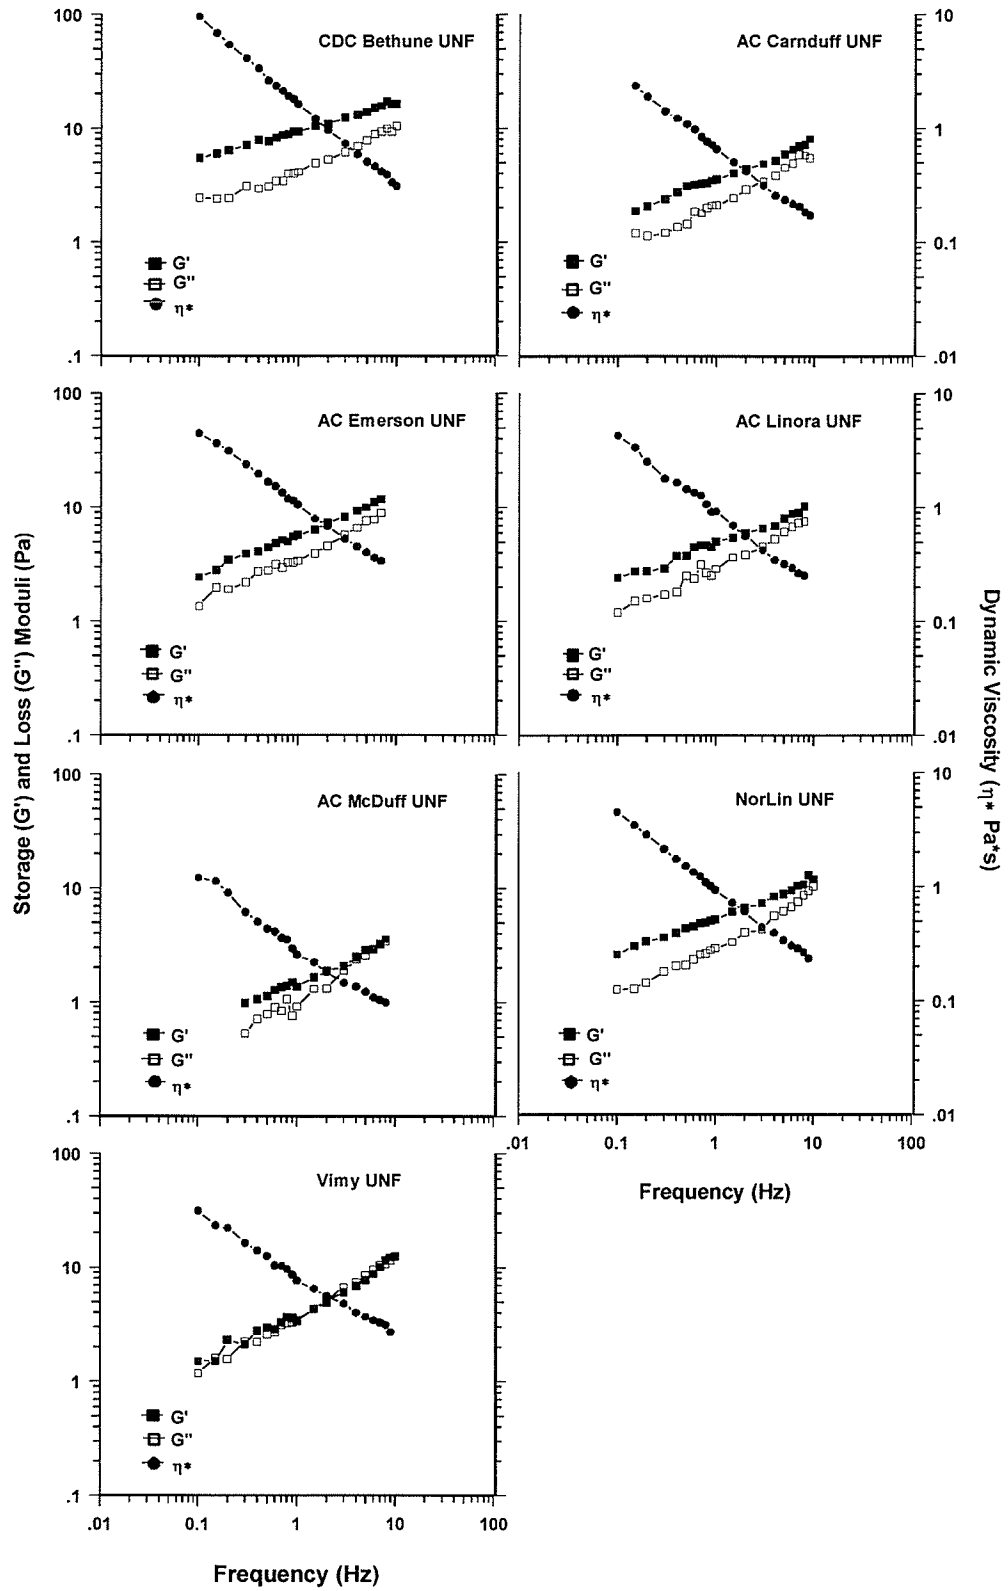 100
10
1
.1
CDC Bethune UNF
G'
G"
η*
AC Carnduff UNF
G'
G"
η*
10
1
0.1
.01
100
10
1
.1
AC Emerson UNF
G'
G"
η*
AC Linora UNF
G'
G"
η*
10
1
0.1
.01
Storage (G') and Loss (G") Moduli (Pa)
Dynamic Viscosity (η* Pa*s)
100
10
1
.1
AC McDuff UNF
G'
G"
η*
NorLin UNF
G'
G"
η*
10
1
0.1
.01
.01 0.1 1 10 100
Frequency (Hz)
100
10
1
.1
Vimy UNF
G'
G"
η*
.01 0.1 1 10 100
Frequency (Hz)